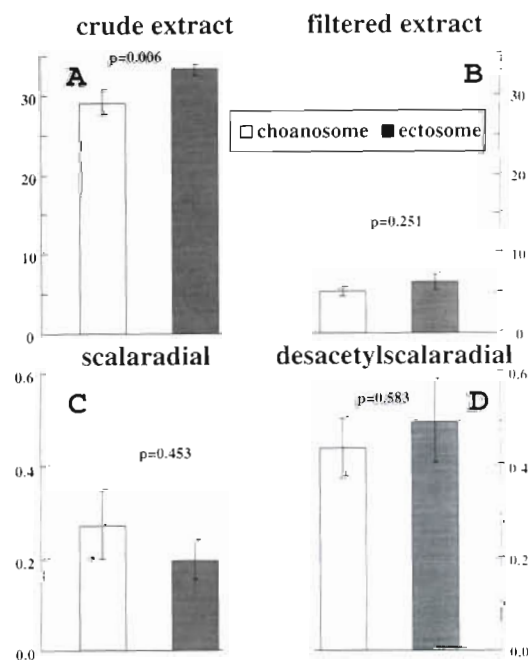 crude extract
filtered extract
p=0.006
A
B
30
20
10
0
30
20
10
0
choanosome ectosome
p=0.251
scalaradial
desacetylscalaradial
0.6
0.4
0.2
0.0
C
p=0.453
p=0.583
D
0.6
0.4
0.2
0.0